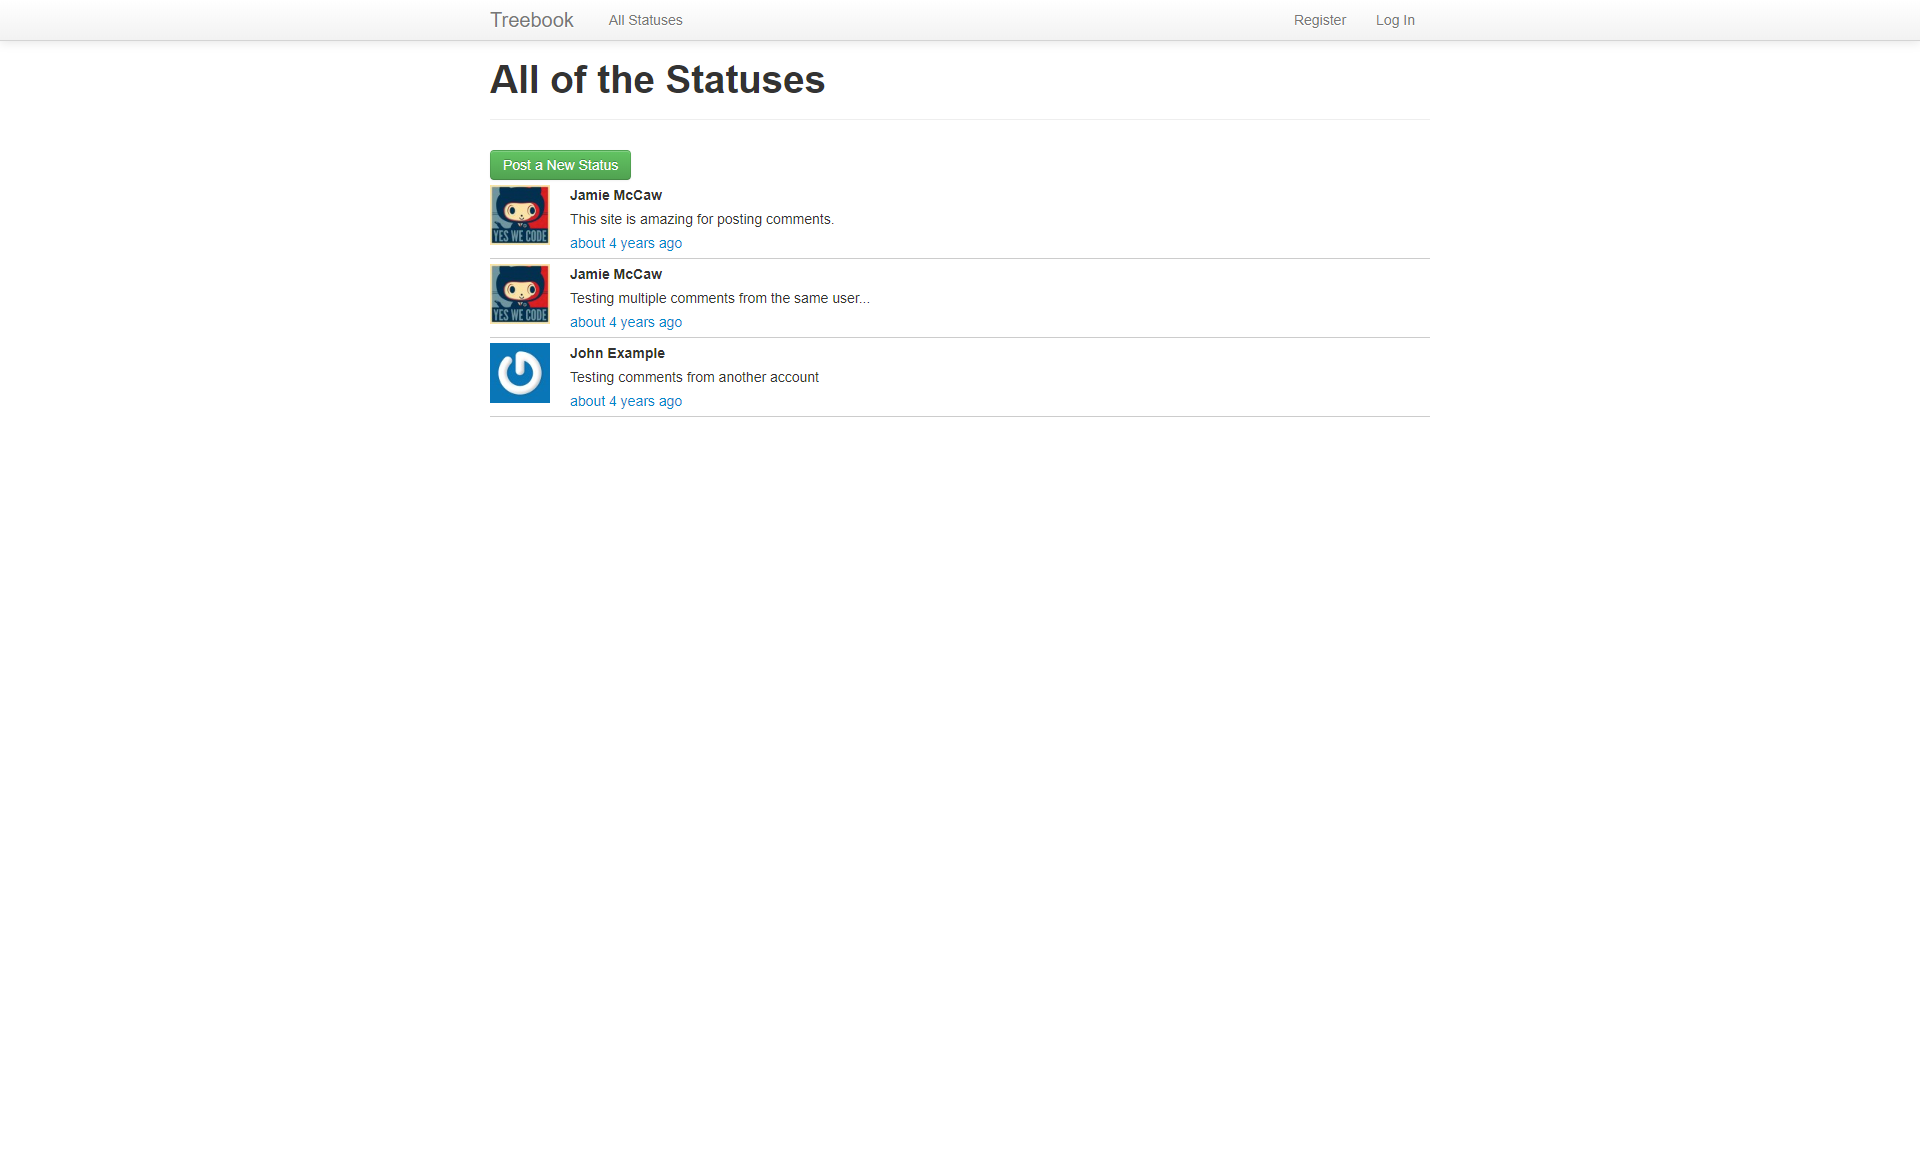 Treebook All Statuses Register Log In
All of the Statuses
Post a New Status
YES WE CODE
Jamie McCaw
This site is amazing for posting comments.
about 4 years ago
YES WE CODE
Jamie McCaw
Testing multiple comments from the same user...
about 4 years ago
John Example
Testing comments from another account
about 4 years ago